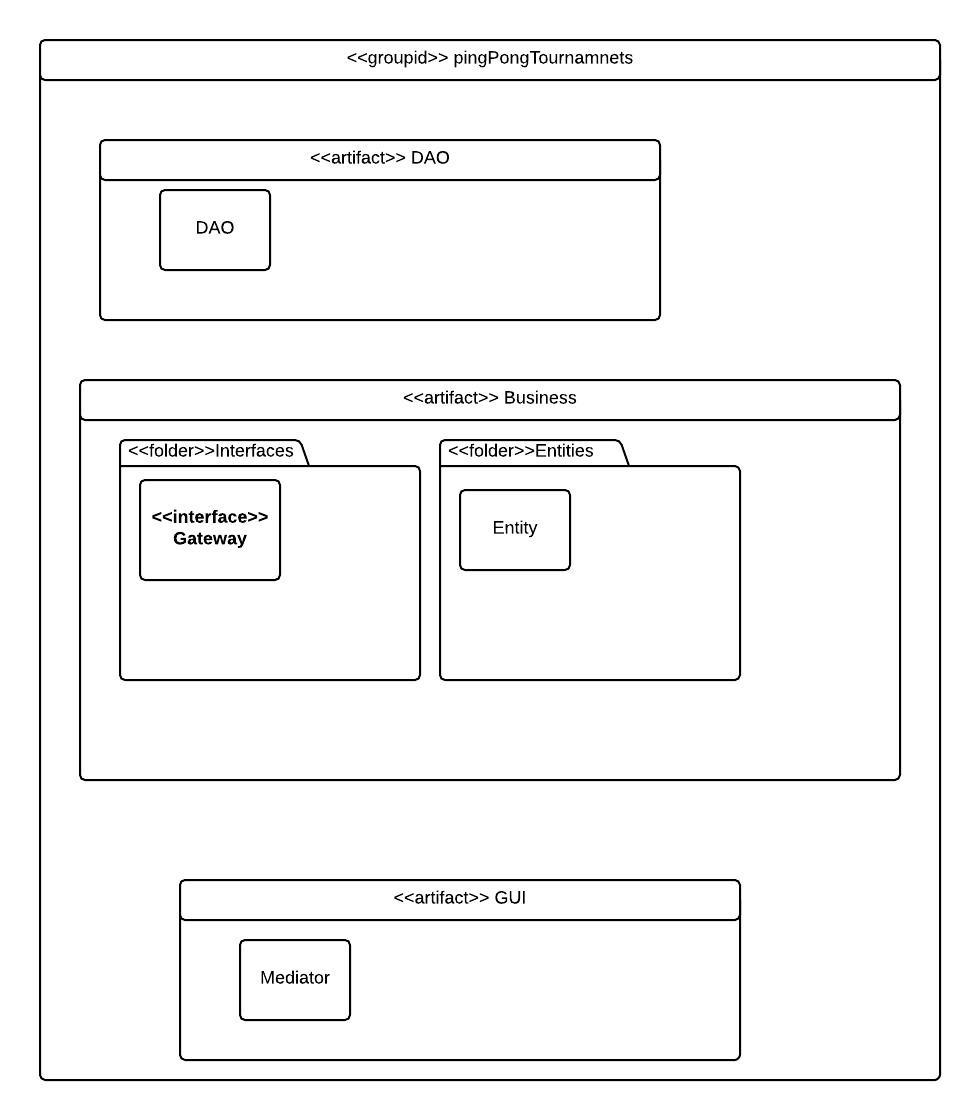 <<groupid>> pingPongTournamnets
<<artifact>> DAO
DAO
<<artifact>> Business
<<folder>>Interfaces
<<folder>>Entities
<<interface>>
Gateway
Entity
<<artifact>> GUI
Mediator